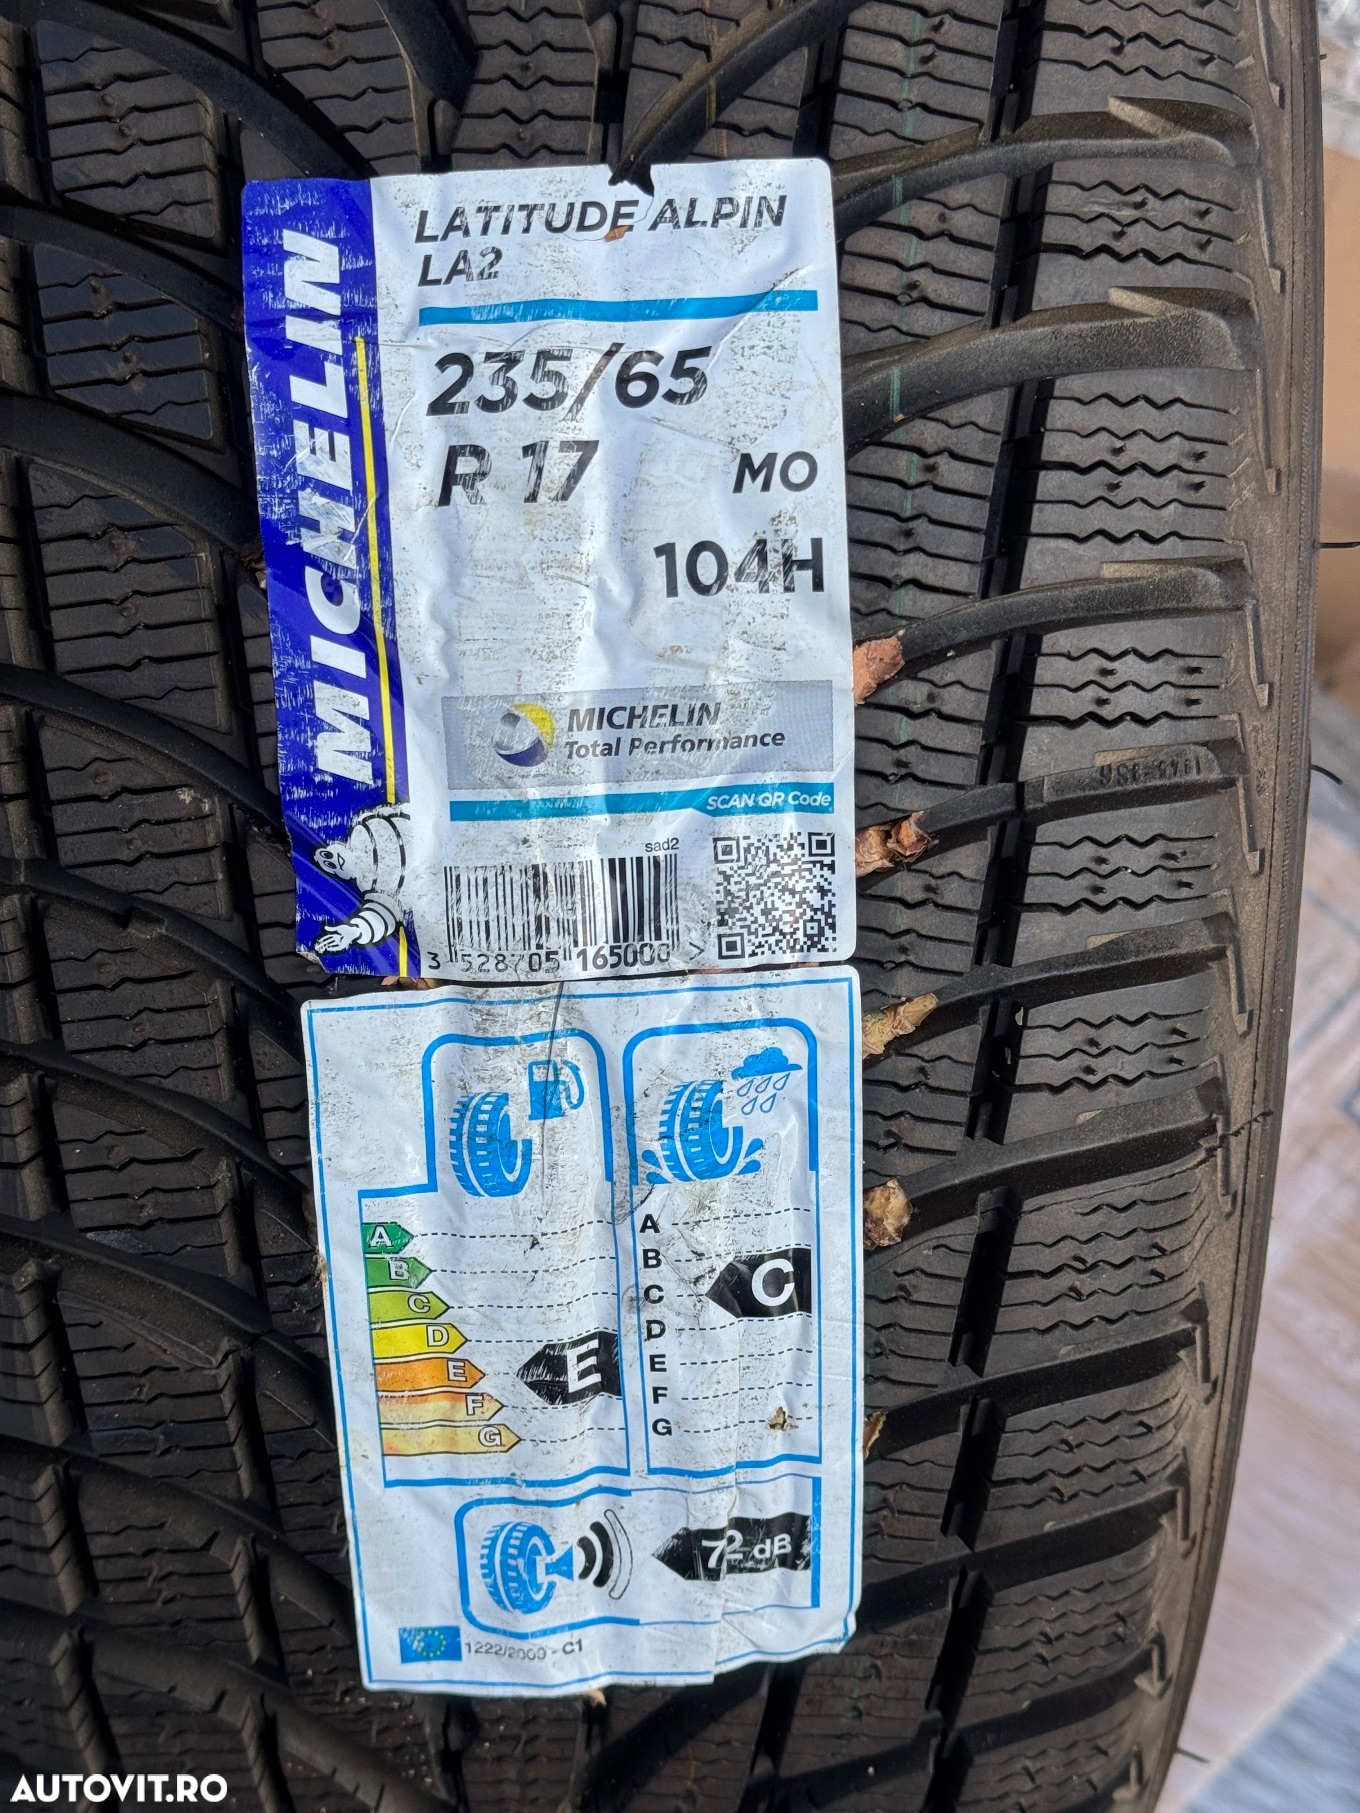 MICHELIN
LATITUDE ALPIN
LA2
235/65
R 17
MO
104H
MICHELIN
Total Performance
SCAN QR Code
sad2
3 528705 165000 >
A
B
C
D
E
F
G
E
A
B
C
D
E
F
G
C
72 dB
1222/2009 - C1
AUTOVIT.RO